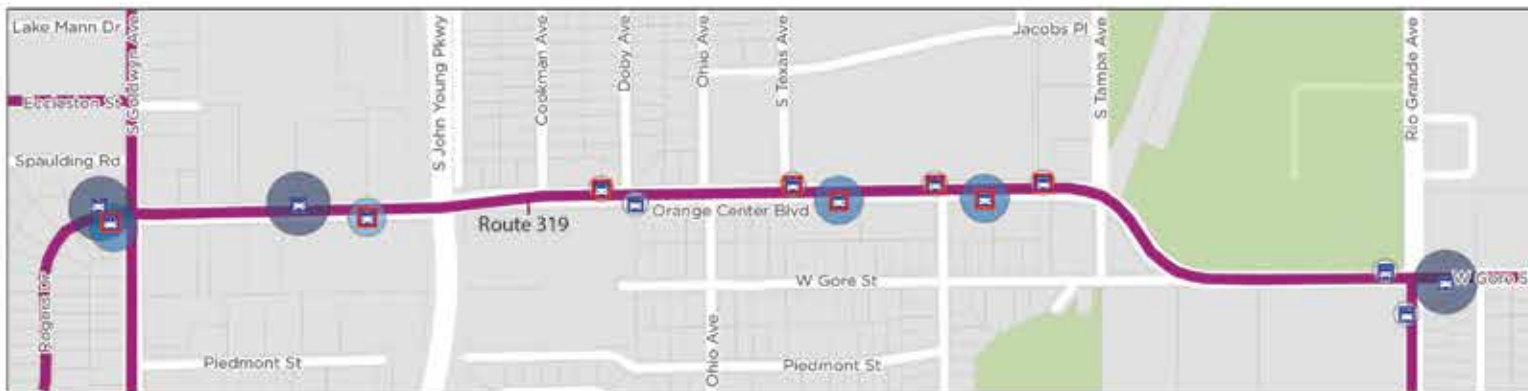 Lake Mann Dr
S Goldwyn Ave
Eccleston St
Spaulding Rd
Rogers Dr
S John Young Pkwy
Cookman Ave
Doby Ave
Ohio Ave
S Texas Ave
Jacobs Pl
S Tampa Ave
Rio Grande Ave
Route 319
Orange Center Blvd
W Gore St
W Gore S
Piedmont St
Ohio Ave
Piedmont St